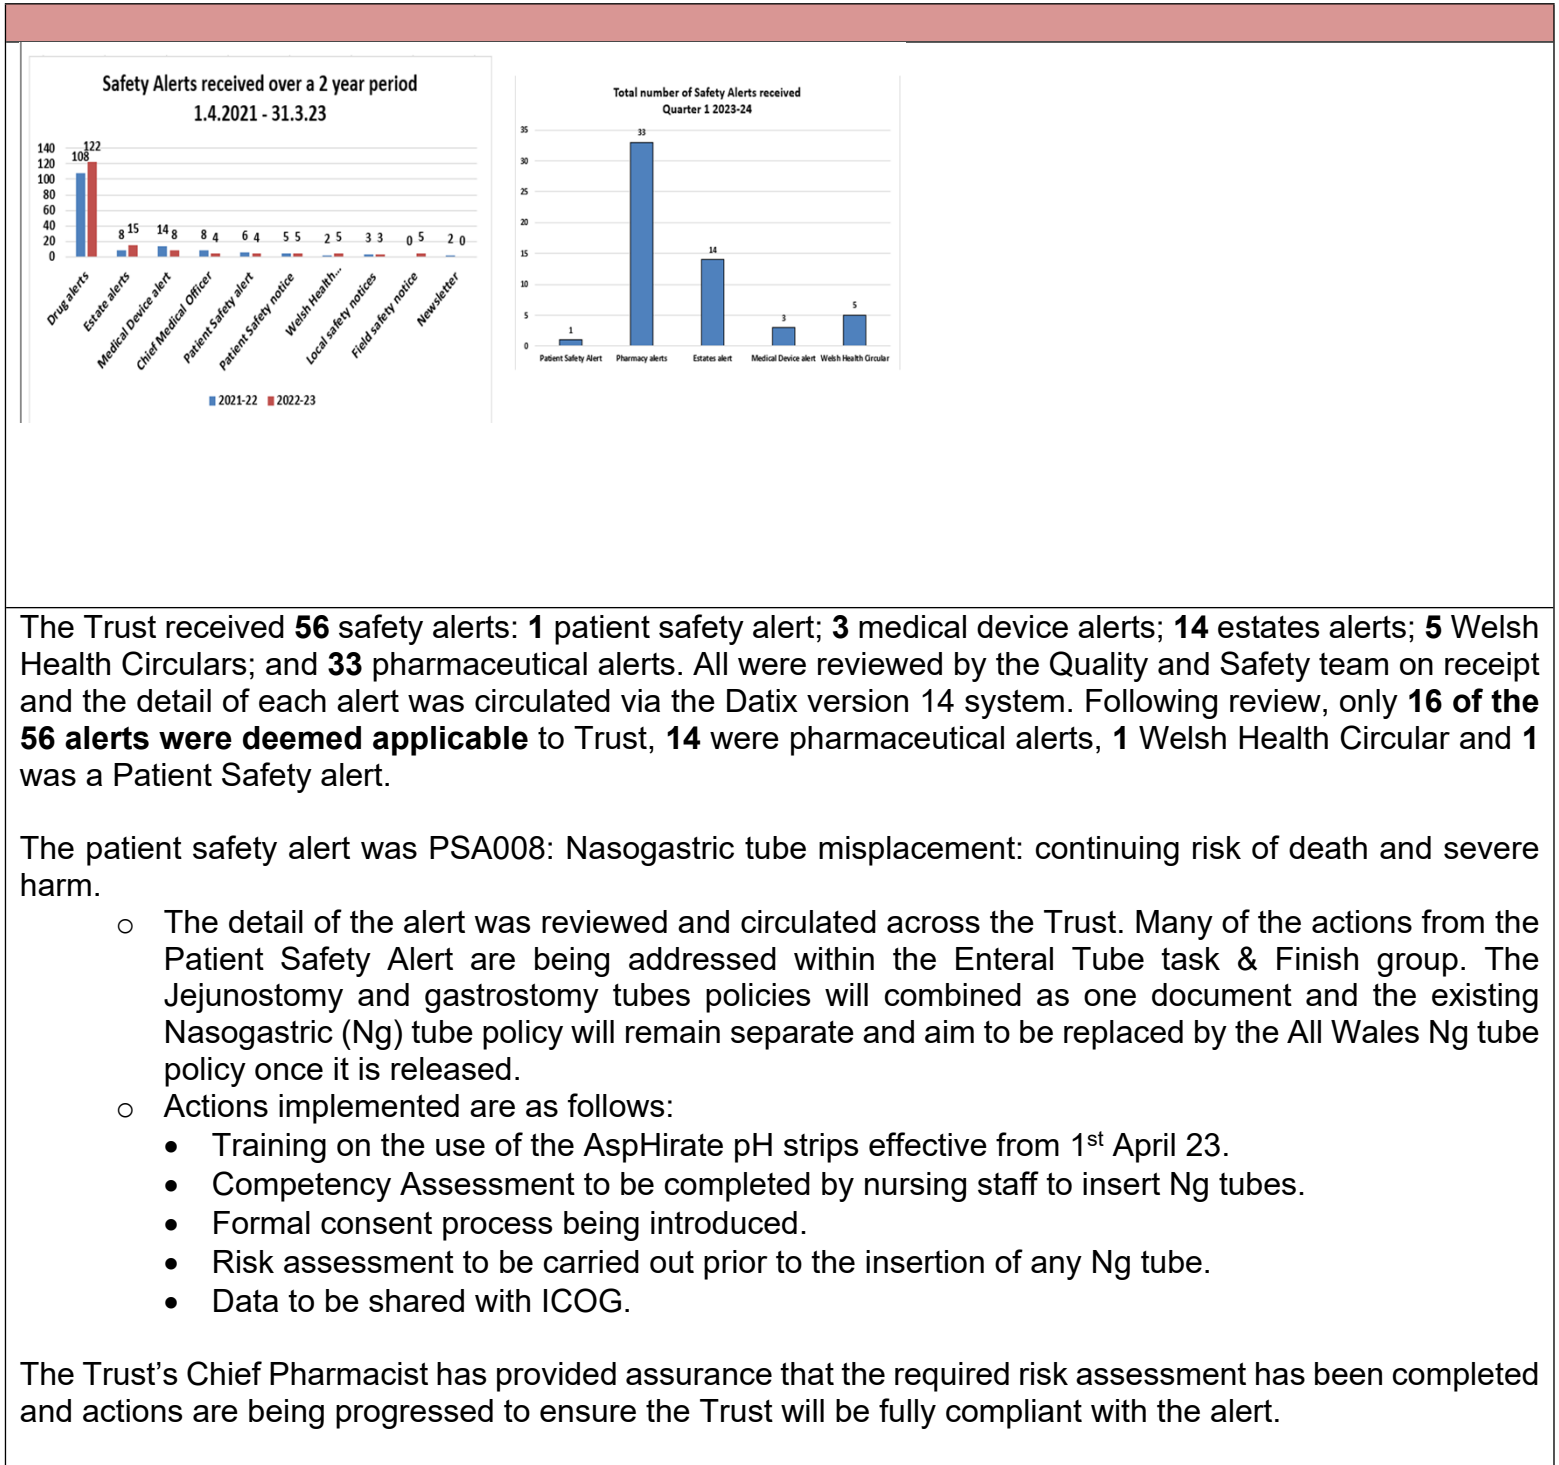 Safety Alerts received over a 2 year period
1.4.2021 - 31.3.23
140
120
100
80
60
40
20
0
108
122
8
15
14
8
8
4
6
4
5
5
2
5
3
3
0
5
2
0
Drug alerts
Estate alerts
Medical Device alert
Chief Medical Officer
Patient Safety alert
Patient Safety notice
Welsh Health...
Local safety notices
Field safety notice
Newsletter
2021-22
2022-23
Total number of Safety Alerts received
Quarter 1 2023-24
35
30
25
20
15
10
5
0
1
33
14
3
5
Patient Safety Alert
Pharmacy alerts
Estates alert
Medical Device alert
Welsh Health Circular
The Trust received 56 safety alerts: 1 patient safety alert; 3 medical device alerts; 14 estates alerts; 5 Welsh
Health Circulars; and 33 pharmaceutical alerts. All were reviewed by the Quality and Safety team on receipt
and the detail of each alert was circulated via the Datix version 14 system. Following review, only 16 of the
56 alerts were deemed applicable to Trust, 14 were pharmaceutical alerts, 1 Welsh Health Circular and 1
was a Patient Safety alert.
The patient safety alert was PSA008: Nasogastric tube misplacement: continuing risk of death and severe
harm.
o The detail of the alert was reviewed and circulated across the Trust. Many of the actions from the
Patient Safety Alert are being addressed within the Enteral Tube task & Finish group. The
Jejunostomy and gastrostomy tubes policies will combined as one document and the existing
Nasogastric (Ng) tube policy will remain separate and aim to be replaced by the All Wales Ng tube
policy once it is released.
o Actions implemented are as follows:
• Training on the use of the AspHirate pH strips effective from 1st April 23.
• Competency Assessment to be completed by nursing staff to insert Ng tubes.
• Formal consent process being introduced.
• Risk assessment to be carried out prior to the insertion of any Ng tube.
• Data to be shared with ICOG.
The Trust's Chief Pharmacist has provided assurance that the required risk assessment has been completed
and actions are being progressed to ensure the Trust will be fully compliant with the alert.